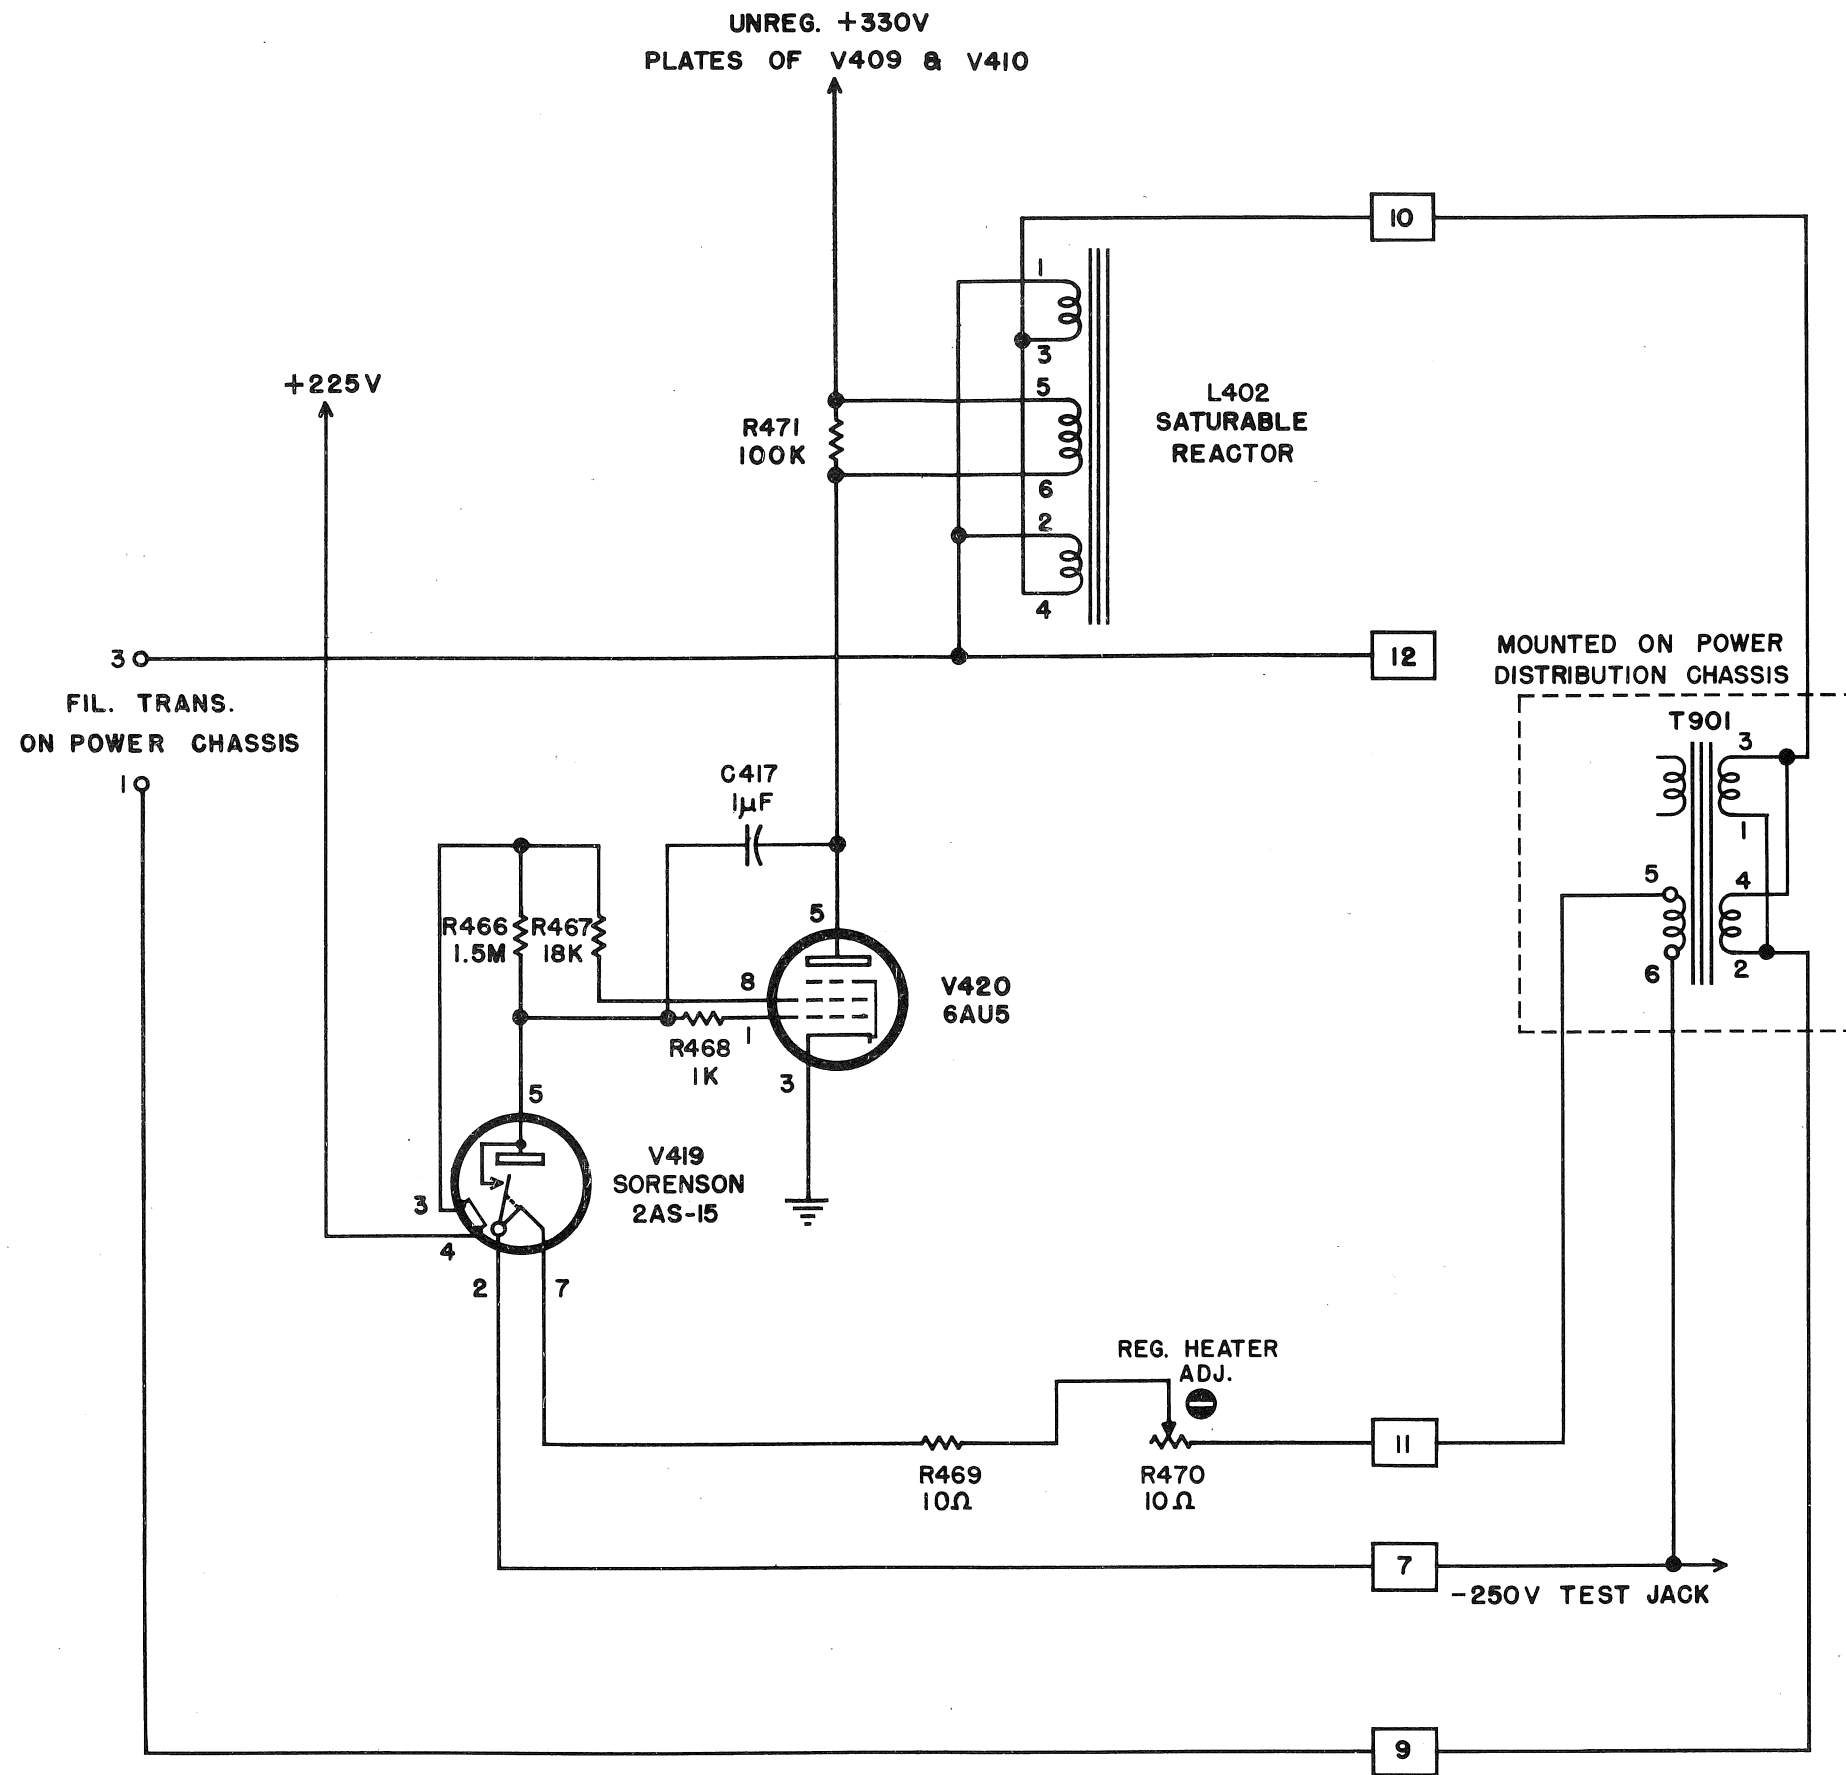 UNREG. +330V
PLATES OF V409 & V410
10
1
3
+225V
5
L402
SATURABLE
REACTOR
R471
100K
6
2
4
3
12
MOUNTED ON POWER
DISTRIBUTION CHASSIS
FIL. TRANS.
ON POWER CHASSIS
T901
3
1
C417
1µF
1
5
4
5
R466
1.5M
R467
18K
8
V420
6AU5
6
2
1
R468
1K
3
5
V419
SORENSON
2AS-15
3
4
2
7
REG. HEATER
ADJ.
11
R469
10Ω
R470
10Ω
7
-250V TEST JACK
9